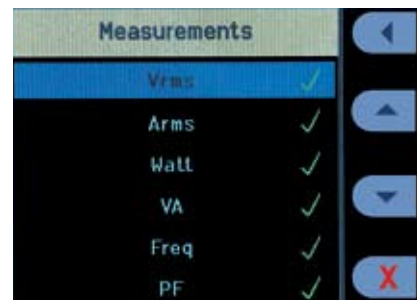 Measurements
Vrms
Arms
Watt
VA
Freq
PF
X